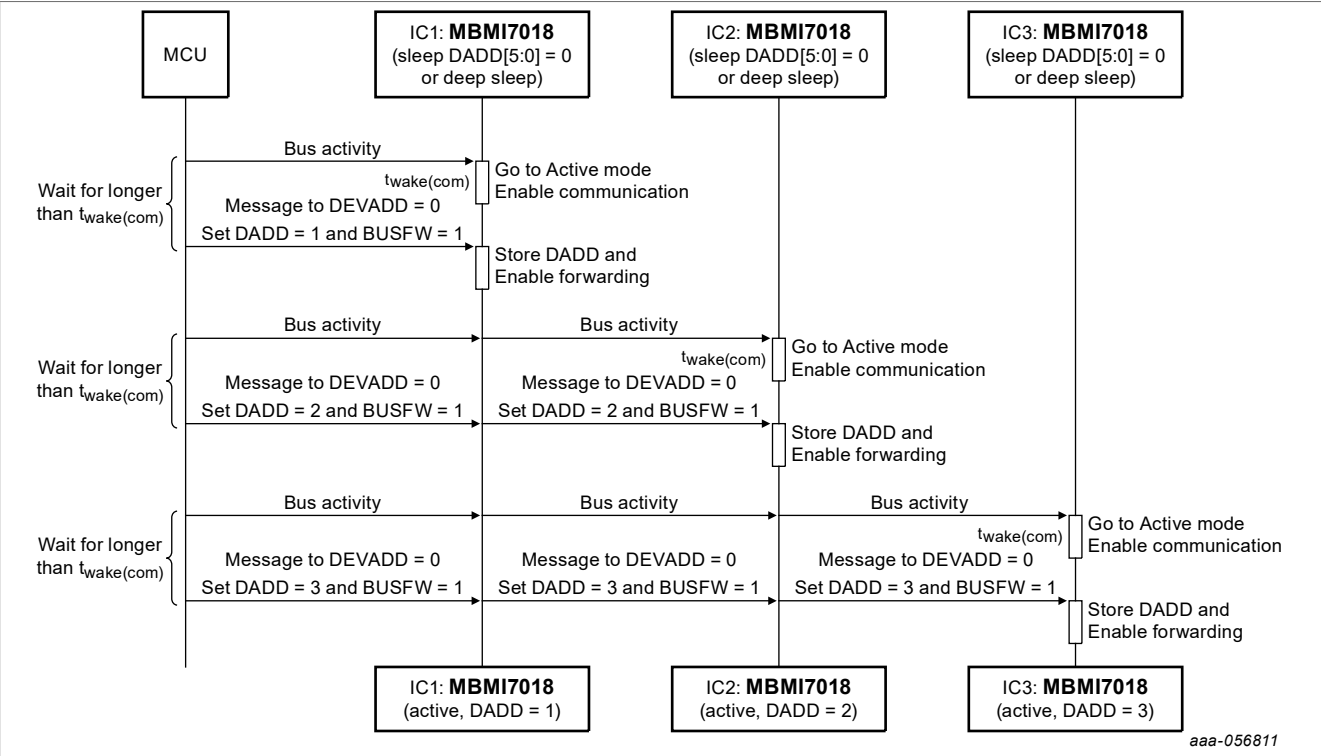 MCU
IC1: MBMI7018
(sleep DADD[5:0] = 0
or deep sleep)
IC2: MBMI7018
(sleep DADD[5:0] = 0
or deep sleep)
IC3: MBMI7018
(sleep DADD[5:0] = 0
or deep sleep)
Wait for longer
than twake(com)
Bus activity
twake(com)
Go to Active mode
Enable communication
Message to DEVADD = 0
Set DADD = 1 and BUSFW = 1
Store DADD and
Enable forwarding
Wait for longer
than twake(com)
Bus activity
Bus activity
twake(com)
Go to Active mode
Enable communication
Message to DEVADD = 0
Set DADD = 2 and BUSFW = 1
Message to DEVADD = 0
Set DADD = 2 and BUSFW = 1
Store DADD and
Enable forwarding
Wait for longer
than twake(com)
Bus activity
Bus activity
Bus activity
twake(com)
Go to Active mode
Enable communication
Message to DEVADD = 0
Set DADD = 3 and BUSFW = 1
Message to DEVADD = 0
Set DADD = 3 and BUSFW = 1
Message to DEVADD = 0
Set DADD = 3 and BUSFW = 1
Store DADD and
Enable forwarding
IC1: MBMI7018
(active, DADD = 1)
IC2: MBMI7018
(active, DADD = 2)
IC3: MBMI7018
(active, DADD = 3)
aaa-056811